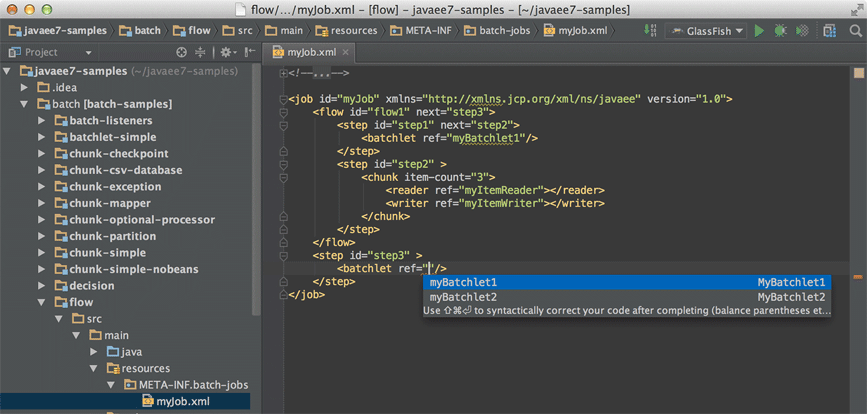 flow/.../myJob.xml - [flow] - javaee7-samples - [~/javaee7-samples]
javaee7-samples batch flow src main resources META-INF batch-jobs myJob.xml GlassFish
Project
myJob.xml
javaee7-samples (~/javaee7-samples)
.idea
batch [batch-samples]
batch-listeners
batchlet-simple
chunk-checkpoint
chunk-csv-database
chunk-exception
chunk-mapper
chunk-optional-processor
chunk-partition
chunk-simple
chunk-simple-nobeans
decision
flow
src
main
java
resources
META-INF.batch-jobs
myJob.xml
<!--...-->
<job id="myJob" xmlns="http://xmlns.jcp.org/xml/ns/javaee" version="1.0">
<flow id="flow1" next="step3">
<step id="step1" next="step2">
<batchlet ref="myBatchlet1"/>
</step>
<step id="step2" >
<chunk item-count="3">
<reader ref="myItemReader"></reader>
<writer ref="myItemWriter"></writer>
</chunk>
</step>
</flow>
<step id="step3" >
<batchlet ref=""/>
</step>
</job>
myBatchlet1 MyBatchlet1
myBatchlet2 MyBatchlet2
Use ⇧⌘⏎ to syntactically correct your code after completing (balance parentheses et...